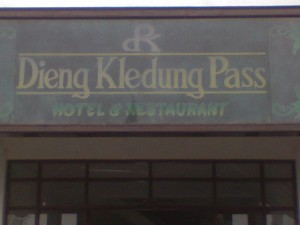 DK
Dieng Kledung Pass
HOTEL & RESTAURANT